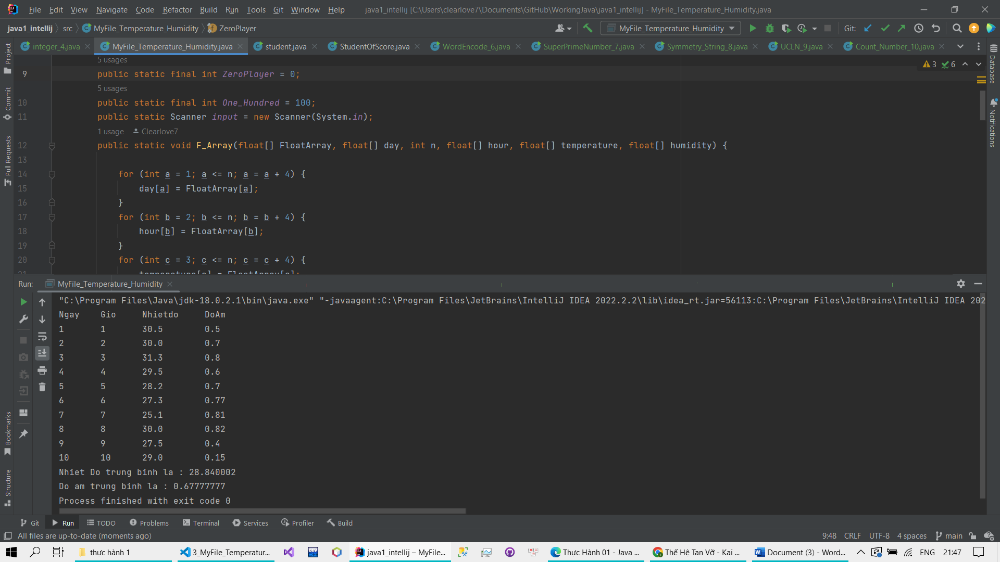 File Edit View Navigate Code Refactor Build Run Tools Git Window Help java1_intellij [C:\Users\clearlove7\Documents\GitHub\WorkingJava\java1_intellij] - MyFile_Temperature_Humidity.java
java1_intellij src MyFile_Temperature_Humidity ZeroPlayer MyFile_Temperature_Humidity Git:
integer_4.java MyFile_Temperature_Humidity.java student.java StudentOfScore.java WordEncode_6.java SuperPrimeNumber_7.java Symmetry_String_8.java UCLN_9.java Count_Number_10.java
Project
Commit
Pull Requests
Bookmarks
Structure
Database
Notifications
3 6
5 usages
9 public static final int ZeroPlayer = 0;
5 usages
10 public static final int One_Hundred = 100;
11 public static Scanner input = new Scanner(System.in);
1 usage Clearlove7
12 public static void F_Array(float[] FloatArray, float[] day, int n, float[] hour, float[] temperature, float[] humidity) {
13
14 for (int a = 1; a <= n; a = a + 4) {
15 day[a] = FloatArray[a];
16 }
17 for (int b = 2; b <= n; b = b + 4) {
18 hour[b] = FloatArray[b];
19 }
20 for (int c = 3; c <= n; c = c + 4) {
21 temperature[c] = FloatArray[c];
Run: MyFile_Temperature_Humidity
"C:\Program Files\Java\jdk-18.0.2.1\bin\java.exe" "-javaagent:C:\Program Files\JetBrains\IntelliJ IDEA 2022.2.2\lib\idea_rt.jar=56113:C:\Program Files\JetBrains\IntelliJ IDEA 202
Ngay Gio Nhietdo DoAm
1 1 30.5 0.5
2 2 30.0 0.7
3 3 31.3 0.8
4 4 29.5 0.6
5 5 28.2 0.7
6 6 27.3 0.77
7 7 25.1 0.81
8 8 30.0 0.82
9 9 27.5 0.4
10 10 29.0 0.15
Nhiet Do trung binh la : 28.840002
Do am trung binh la : 0.67777777
Process finished with exit code 0
Git Run TODO Problems Terminal Services Profiler Build
All files are up-to-date (moments ago) 9:48 CRLF UTF-8 4 spaces main
thực hành 1 3_MyFile_Temperatur... java1_intellij – MyFile... Thực Hành 01 - Java ... Thế Hệ Tan Vỡ - Kai ... Document (3) - Word... ENG 21:47